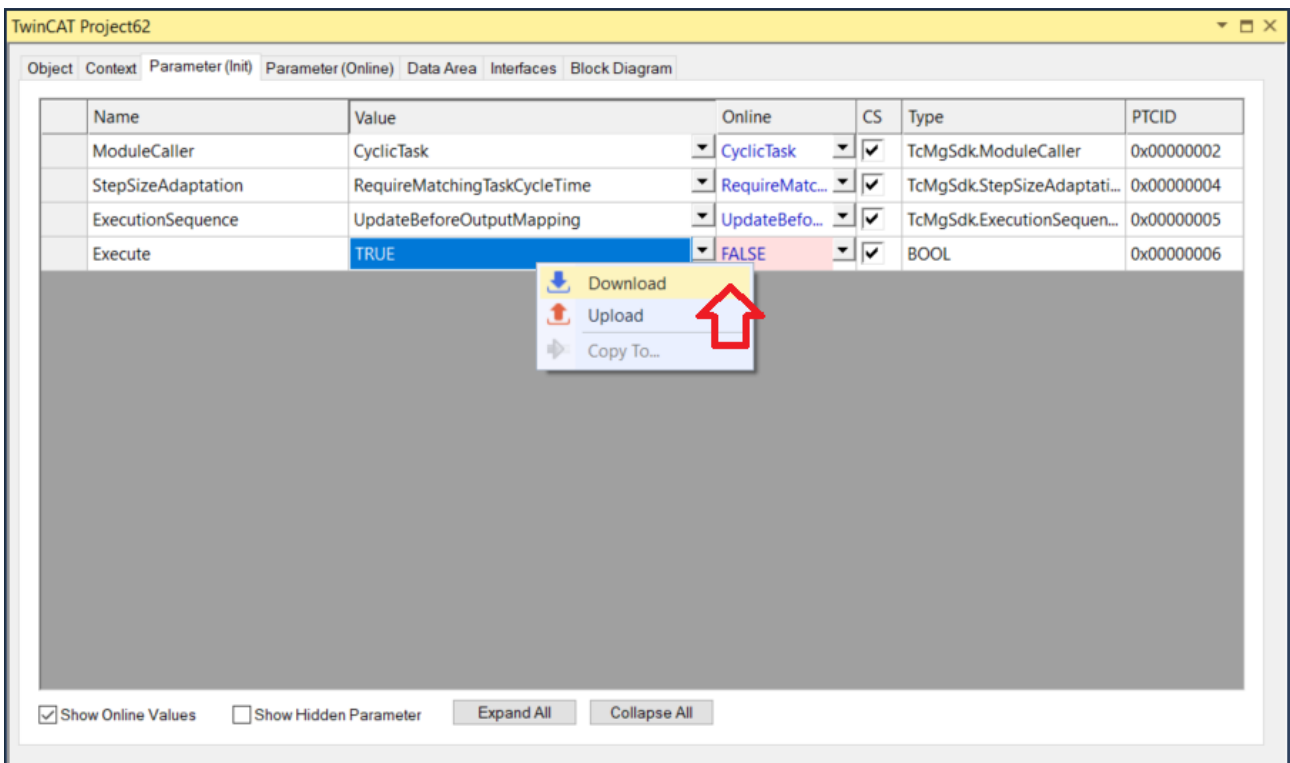 TwinCAT Project62
Object Context Parameter (Init) Parameter (Online) Data Area Interfaces Block Diagram
Name Value Online CS Type PTCID
ModuleCaller CyclicTask CyclicTask TcMgSdk.ModuleCaller 0x00000002
StepSizeAdaptation RequireMatchingTaskCycleTime RequireMatc... TcMgSdk.StepSizeAdaptati... 0x00000004
ExecutionSequence UpdateBeforeOutputMapping UpdateBefo... TcMgSdk.ExecutionSequen... 0x00000005
Execute TRUE FALSE BOOL 0x00000006
Download
Upload
Copy To...
Show Online Values Show Hidden Parameter Expand All Collapse All